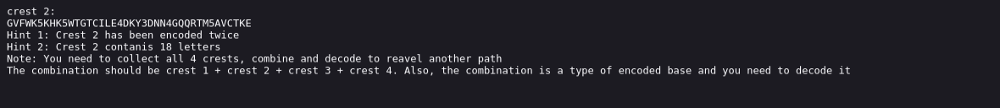 crest 2:
GVFWK5KHK5WTGTCILE4DKY3DNN4GQQRTM5AVCTKE
Hint 1: Crest 2 has been encoded twice
Hint 2: Crest 2 contanis 18 letters
Note: You need to collect all 4 crests, combine and decode to reavel another path
The combination should be crest 1 + crest 2 + crest 3 + crest 4. Also, the combination is a type of encoded base and you need to decode it